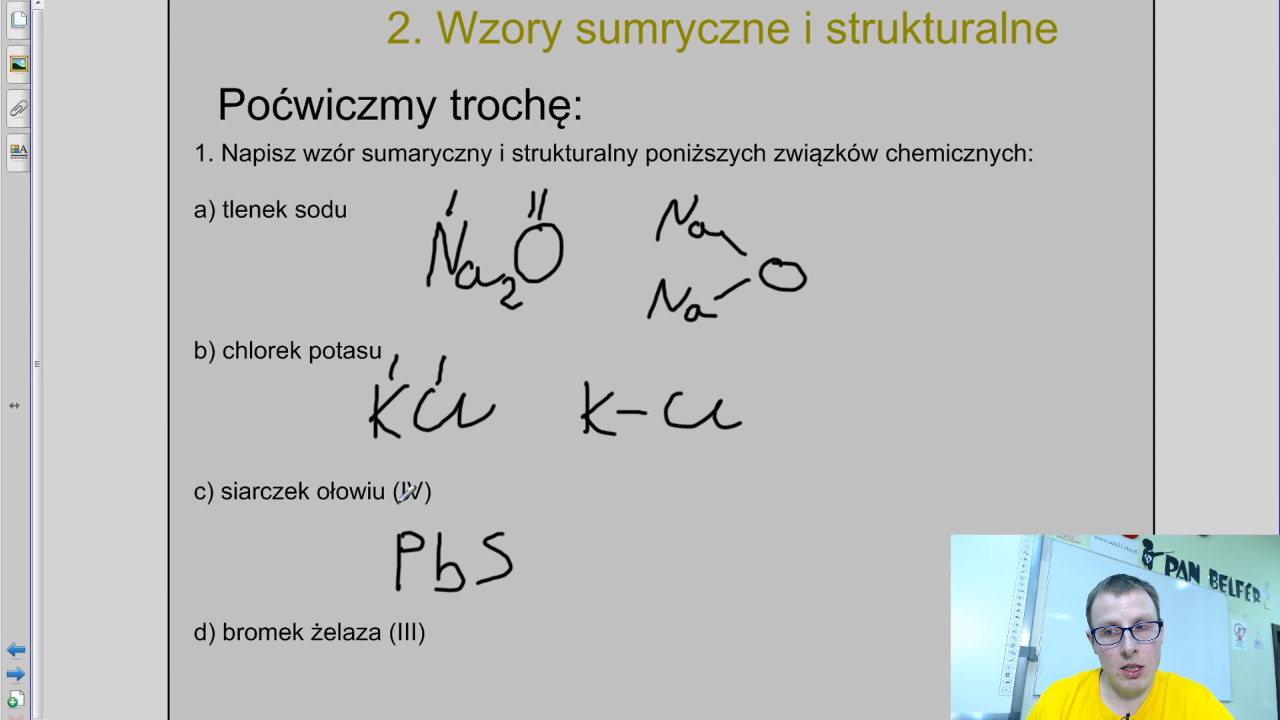 2. Wzory sumryczne i strukturalne
Poćwiczmy trochę:
1. Napisz wzór sumaryczny i strukturalny poniższych związków chemicznych:
a) tlenek sodu
I II
Na2O
Na
O
Na
b) chlorek potasu
I I
KCl K-Cl
c) siarczek ołowiu (IV)
PbS
d) bromek żelaza (III)
PAN BELFER